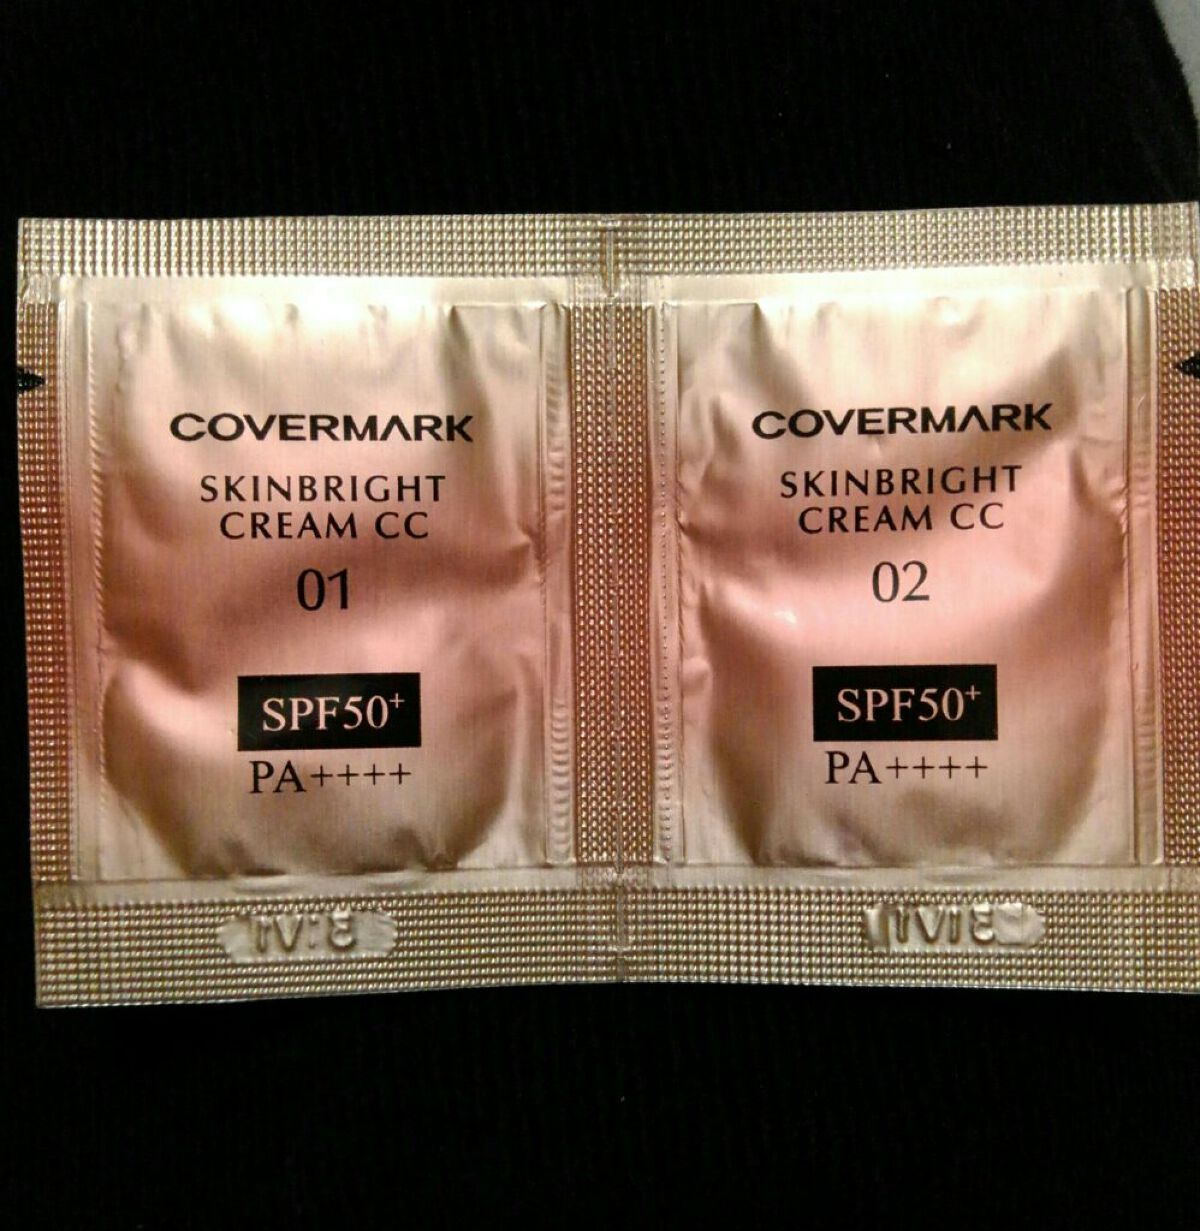 COVERMARK
SKINBRIGHT
CREAM CC
01
SPF50+
PA++++
COVERMARK
SKINBRIGHT
CREAM CC
02
SPF50+
PA++++